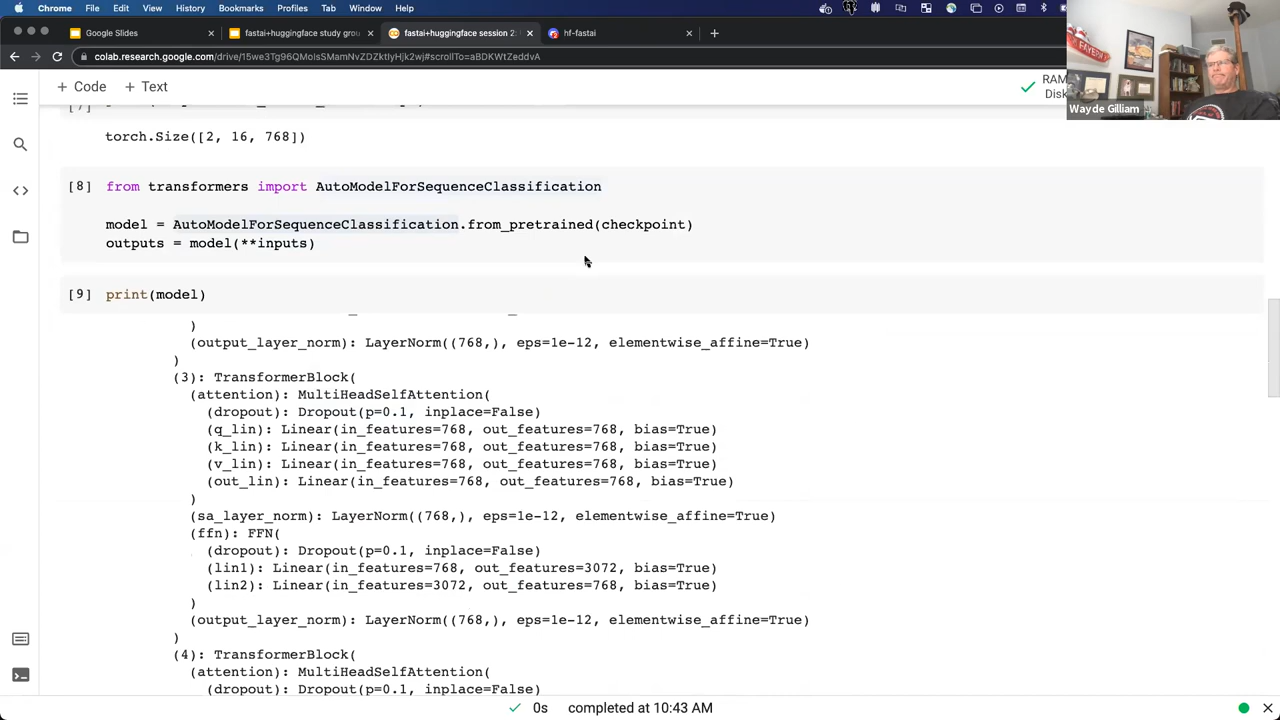 Chrome File Edit View History Bookmarks Profiles Tab Window Help
Google Slides
fastai+huggingface study grou
fastai+huggingface session 2:
hf-fastai
colab.research.google.com/drive/15we3Tg96QMoIsSMamNvZDZktIyHjk2wj#scrollTo=aBDKWtZeddvA
+ Code + Text
RAM
Disk
Wayde Gilliam
[7]
torch.Size([2, 16, 768])
[8] from transformers import AutoModelForSequenceClassification
model = AutoModelForSequenceClassification.from_pretrained(checkpoint)
outputs = model(**inputs)
[9] print(model)
)
(output_layer_norm): LayerNorm((768,), eps=1e-12, elementwise_affine=True)
)
(3): TransformerBlock(
(attention): MultiHeadSelfAttention(
(dropout): Dropout(p=0.1, inplace=False)
(q_lin): Linear(in_features=768, out_features=768, bias=True)
(k_lin): Linear(in_features=768, out_features=768, bias=True)
(v_lin): Linear(in_features=768, out_features=768, bias=True)
(out_lin): Linear(in_features=768, out_features=768, bias=True)
)
(sa_layer_norm): LayerNorm((768,), eps=1e-12, elementwise_affine=True)
(ffn): FFN(
(dropout): Dropout(p=0.1, inplace=False)
(lin1): Linear(in_features=768, out_features=3072, bias=True)
(lin2): Linear(in_features=3072, out_features=768, bias=True)
)
(output_layer_norm): LayerNorm((768,), eps=1e-12, elementwise_affine=True)
)
(4): TransformerBlock(
(attention): MultiHeadSelfAttention(
(dropout): Dropout(p=0.1, inplace=False)
0s completed at 10:43 AM